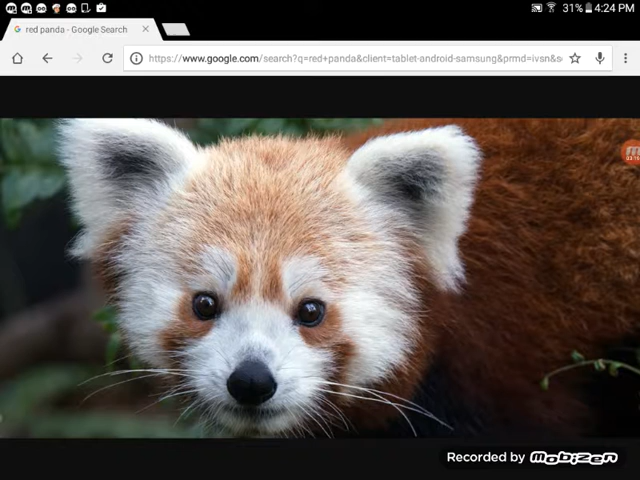 31% 4:24 PM
red panda - Google Search
https://www.google.com/search?q=red+panda&client=tablet-android-samsung&prmd=ivsn&s
Recorded by Mobizen